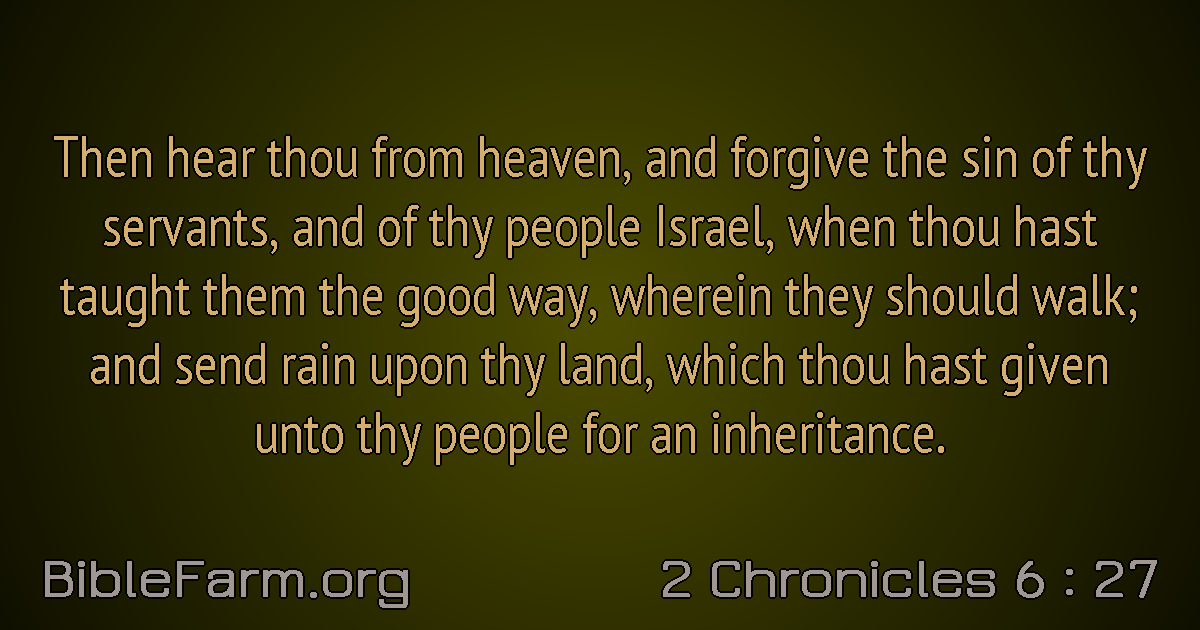 Then hear thou from heaven, and forgive the sin of thy
servants, and of thy people Israel, when thou hast
taught them the good way, wherein they should walk;
and send rain upon thy land, which thou hast given
unto thy people for an inheritance.
BibleFarm.org
2 Chronicles 6 : 27